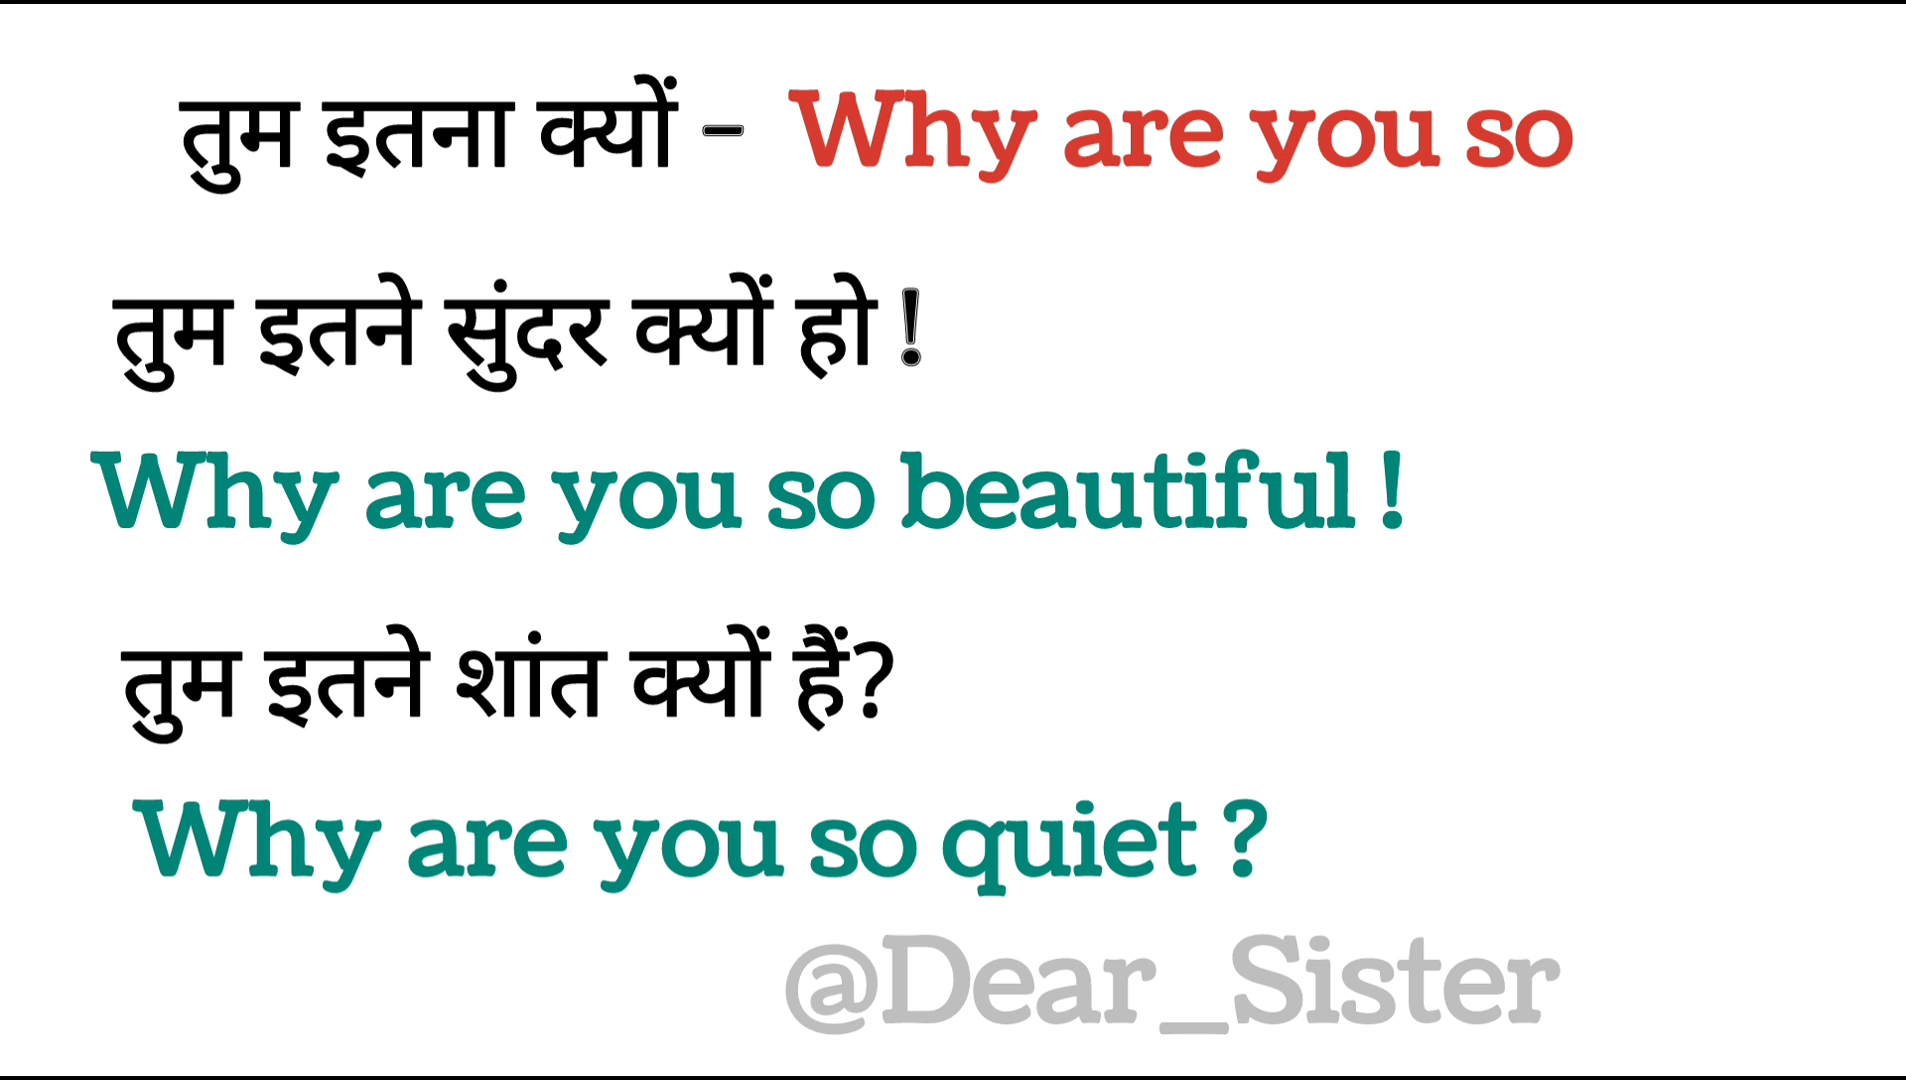 तुम इतना क्यों - Why are you so
तुम इतने सुंदर क्यों हो !
Why are you so beautiful !
तुम इतने शांत क्यों हैं?
Why are you so quiet ?
@Dear_Sister